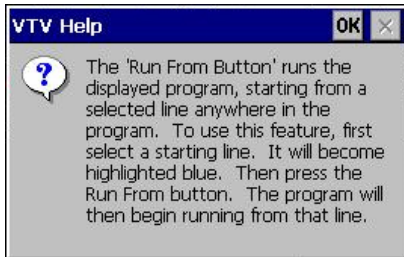 VTV Help OK ×
?
The 'Run From Button' runs the
displayed program, starting from a
selected line anywhere in the
program. To use this feature, first
select a starting line. It will become
highlighted blue. Then press the
Run From button. The program will
then begin running from that line.